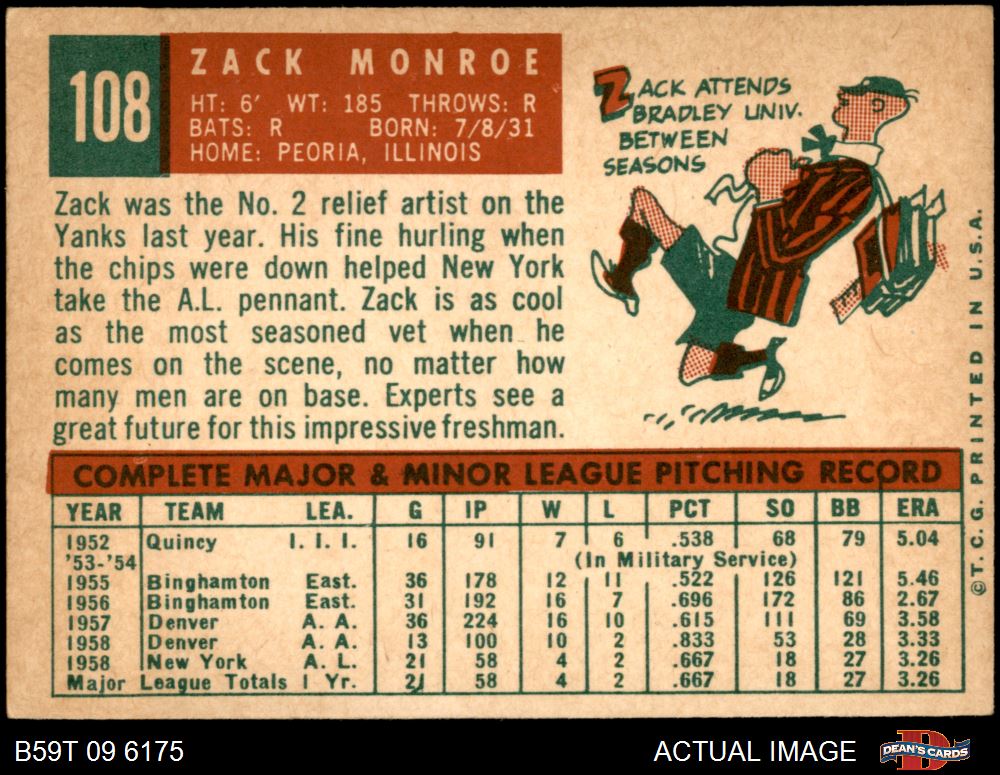 108
ZACK MONROE
HT: 6' WT: 185 THROWS: R
BATS: R BORN: 7/8/31
HOME: PEORIA, ILLINOIS
ZACK ATTENDS
BRADLEY UNIV.
BETWEEN
SEASONS
Zack was the No. 2 relief artist on the
Yanks last year. His fine hurling when
the chips were down helped New York
take the A.L. pennant. Zack is as cool
as the most seasoned vet when he
comes on the scene, no matter how
many men are on base. Experts see a
great future for this impressive freshman.
COMPLETE MAJOR & MINOR LEAGUE PITCHING RECORD
YEAR TEAM LEA. G IP W L PCT SO BB ERA
1952 Quincy I. I. I. 16 91 7 6 .538 68 79 5.04
'53-'54 (In Military Service)
1955 Binghamton East. 36 178 12 11 .522 126 121 5.46
1956 Binghamton East. 31 192 16 7 .696 172 86 2.67
1957 Denver A. A. 36 224 16 10 .615 111 69 3.58
1958 Denver A. A. 13 100 10 2 .833 53 28 3.33
1958 New York A. L. 21 58 4 2 .667 18 27 3.26
Major League Totals 1 Yr. 21 58 4 2 .667 18 27 3.26
© T. C. G. PRINTED IN U.S.A.
B59T 09 6175 ACTUAL IMAGE DEAN'S CARDS